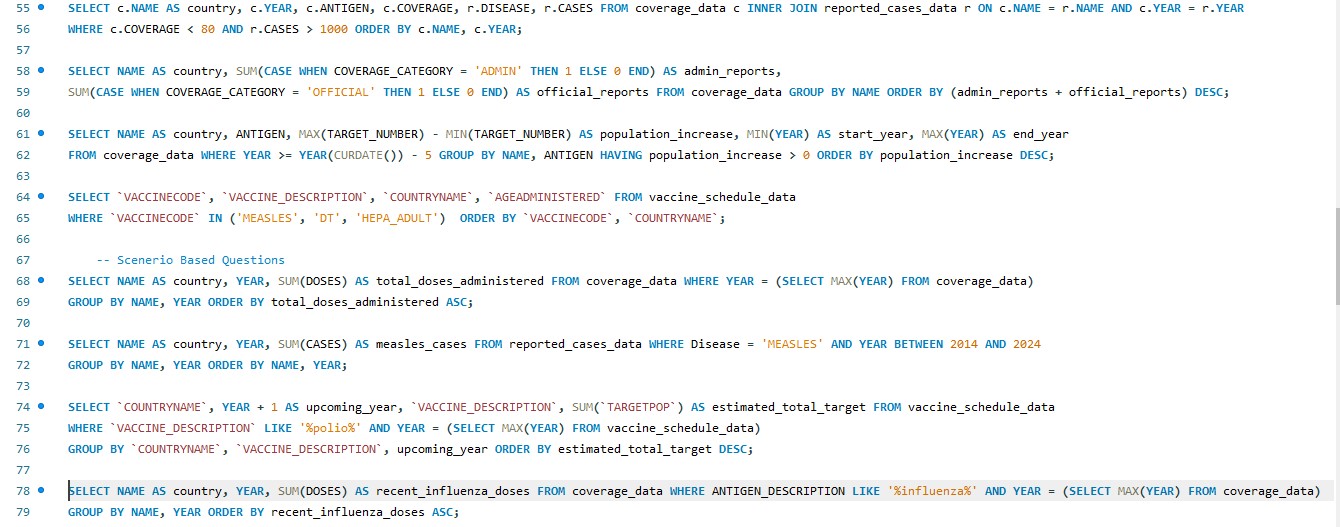 55 SELECT c.NAME AS country, c.YEAR, c.ANTIGEN, c.COVERAGE, r.DISEASE, r.CASES FROM coverage_data c INNER JOIN reported_cases_data r ON c.NAME = r.NAME AND c.YEAR = r.YEAR
56 WHERE c.COVERAGE < 80 AND r.CASES > 1000 ORDER BY c.NAME, c.YEAR;
57
58 SELECT NAME AS country, SUM(CASE WHEN COVERAGE_CATEGORY = 'ADMIN' THEN 1 ELSE 0 END) AS admin_reports,
59 SUM(CASE WHEN COVERAGE_CATEGORY = 'OFFICIAL' THEN 1 ELSE 0 END) AS official_reports FROM coverage_data GROUP BY NAME ORDER BY (admin_reports + official_reports) DESC;
60
61 SELECT NAME AS country, ANTIGEN, MAX(TARGET_NUMBER) - MIN(TARGET_NUMBER) AS population_increase, MIN(YEAR) AS start_year, MAX(YEAR) AS end_year
62 FROM coverage_data WHERE YEAR >= YEAR(CURDATE()) - 5 GROUP BY NAME, ANTIGEN HAVING population_increase > 0 ORDER BY population_increase DESC;
63
64 SELECT `VACCINECODE`, `VACCINE_DESCRIPTION`, `COUNTRYNAME`, `AGEADMINISTERED` FROM vaccine_schedule_data
65 WHERE `VACCINECODE` IN ('MEASLES', 'DT', 'HEPA_ADULT')  ORDER BY `VACCINECODE`, `COUNTRYNAME`;
66
67 -- Scenerio Based Questions
68 SELECT NAME AS country, YEAR, SUM(DOSES) AS total_doses_administered FROM coverage_data WHERE YEAR = (SELECT MAX(YEAR) FROM coverage_data)
69 GROUP BY NAME, YEAR ORDER BY total_doses_administered ASC;
70
71 SELECT NAME AS country, YEAR, SUM(CASES) AS measles_cases FROM reported_cases_data WHERE Disease = 'MEASLES' AND YEAR BETWEEN 2014 AND 2024
72 GROUP BY NAME, YEAR ORDER BY NAME, YEAR;
73
74 SELECT `COUNTRYNAME`, YEAR + 1 AS upcoming_year, `VACCINE_DESCRIPTION`, SUM(`TARGETPOP`) AS estimated_total_target FROM vaccine_schedule_data
75 WHERE `VACCINE_DESCRIPTION` LIKE '%polio%' AND YEAR = (SELECT MAX(YEAR) FROM vaccine_schedule_data)
76 GROUP BY `COUNTRYNAME`, `VACCINE_DESCRIPTION`, upcoming_year ORDER BY estimated_total_target DESC;
77
78 SELECT NAME AS country, YEAR, SUM(DOSES) AS recent_influenza_doses FROM coverage_data WHERE ANTIGEN_DESCRIPTION LIKE '%influenza%' AND YEAR = (SELECT MAX(YEAR) FROM coverage_data)
79 GROUP BY NAME, YEAR ORDER BY recent_influenza_doses ASC;